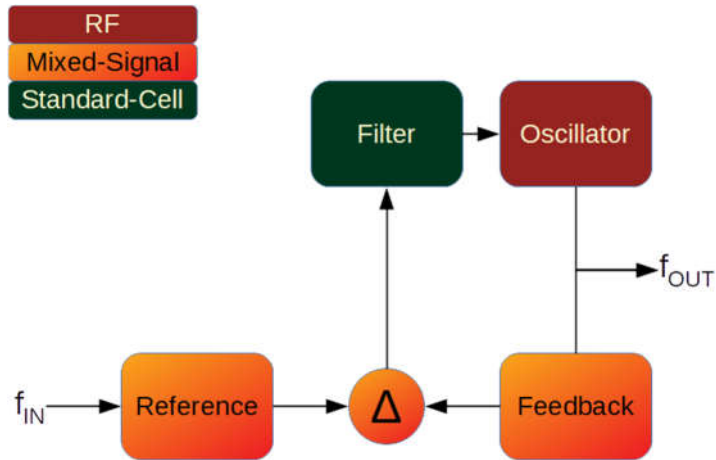 RF
Mixed-Signal
Standard-Cell
Filter
Oscillator
fOUT
fIN
Reference
Δ
Feedback